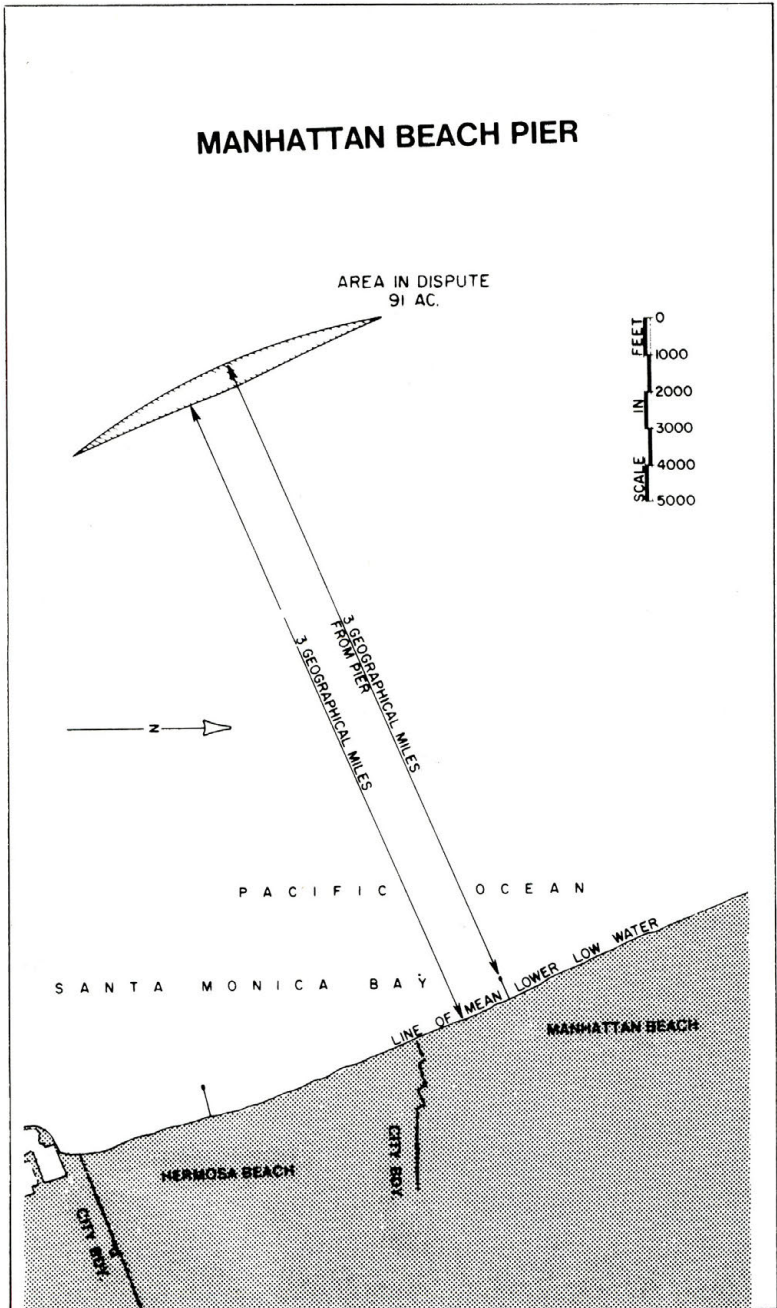 MANHATTAN BEACH PIER
AREA IN DISPUTE
91 AC.
SCALE IN FEET
0
1000
2000
3000
4000
5000
3 GEOGRAPHICAL MILES
FROM PIER
3 GEOGRAPHICAL MILES
N
PACIFIC OCEAN
SANTA MONICA BAY
LINE OF MEAN LOWER LOW WATER
MANHATTAN BEACH
HERMOSA BEACH
CITY BDY.
CITY BDY.